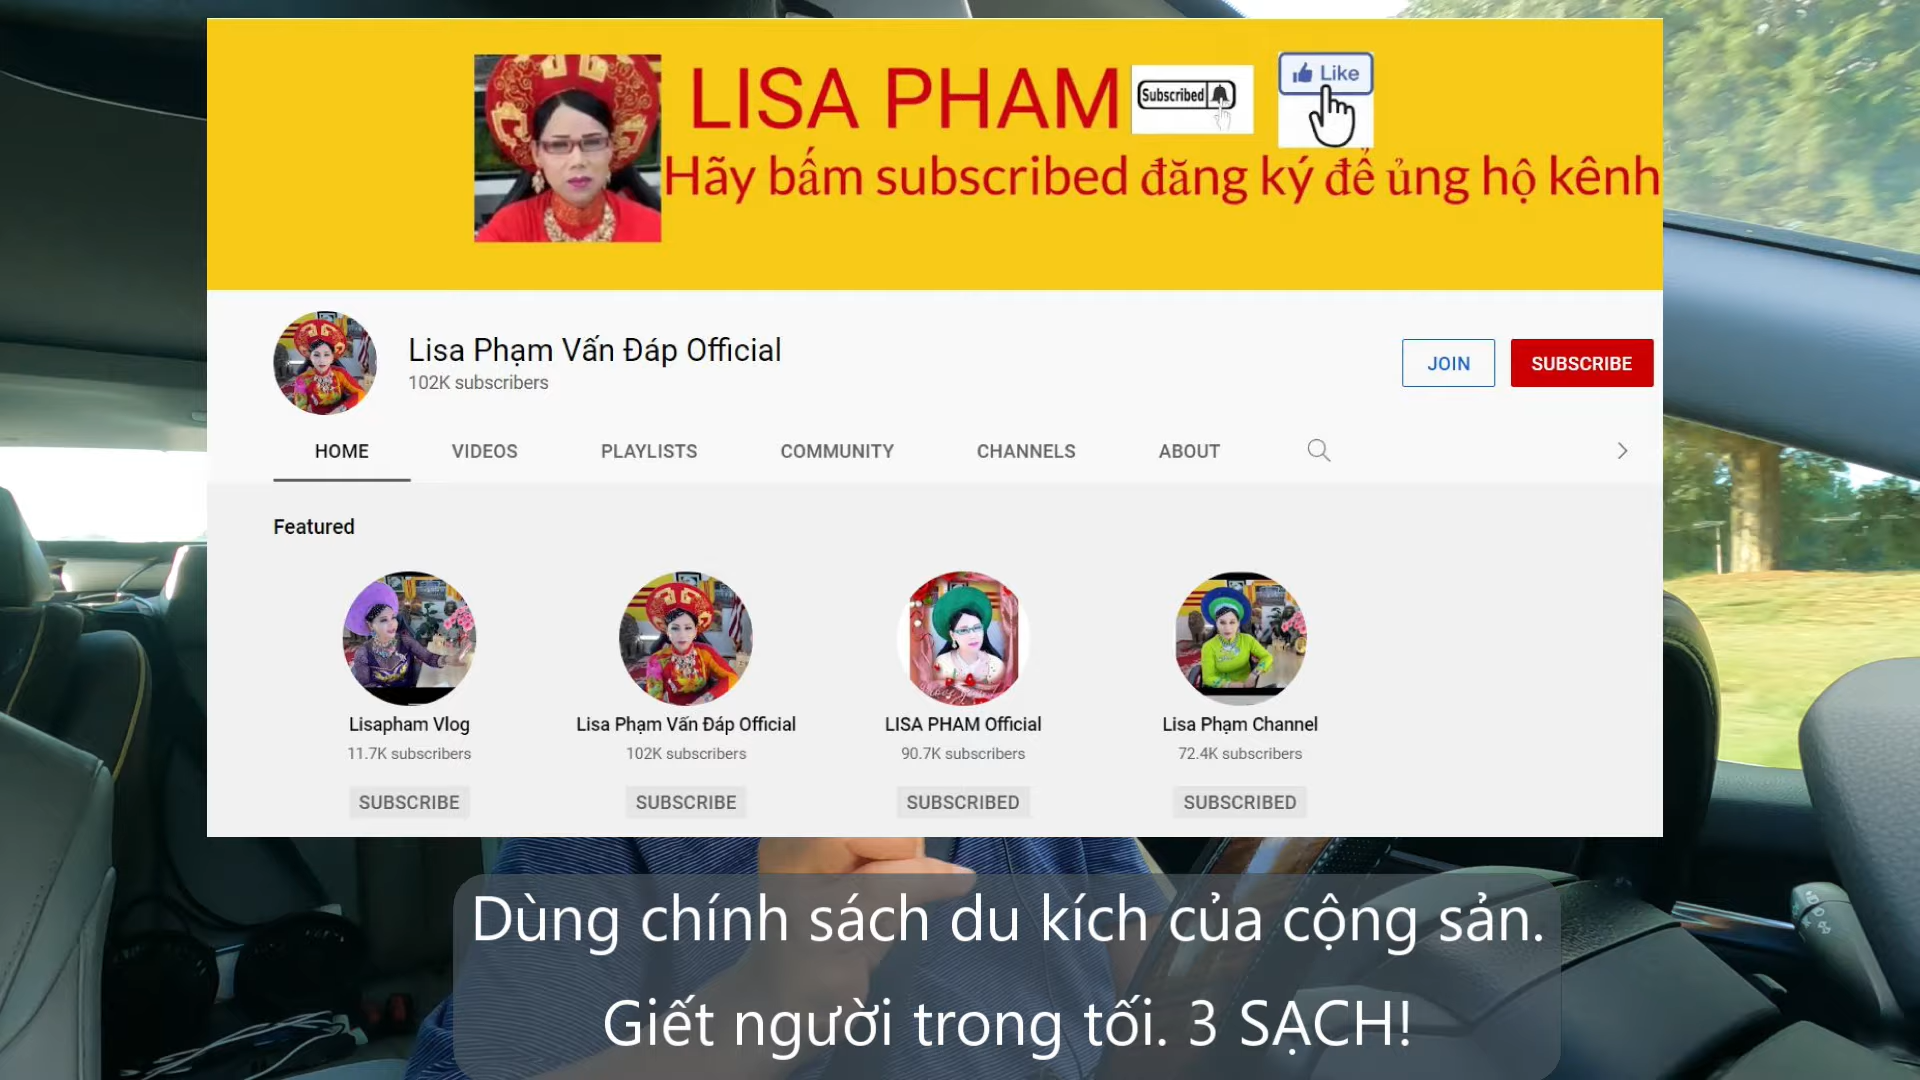 LISA PHAM
Subscribed
Like
Hãy bấm subscribed đăng ký để ủng hộ kênh
Lisa Phạm Vấn Đáp Official
102K subscribers
JOIN
SUBSCRIBE
HOME
VIDEOS
PLAYLISTS
COMMUNITY
CHANNELS
ABOUT
Featured
Lisapham Vlog
Lisa Phạm Vấn Đáp Official
LISA PHAM Official
Lisa Phạm Channel
11.7K subscribers
102K subscribers
90.7K subscribers
72.4K subscribers
SUBSCRIBE
SUBSCRIBE
SUBSCRIBED
SUBSCRIBED
Dùng chính sách du kích của cộng sản.
Giết người trong tối. 3 SẠCH!